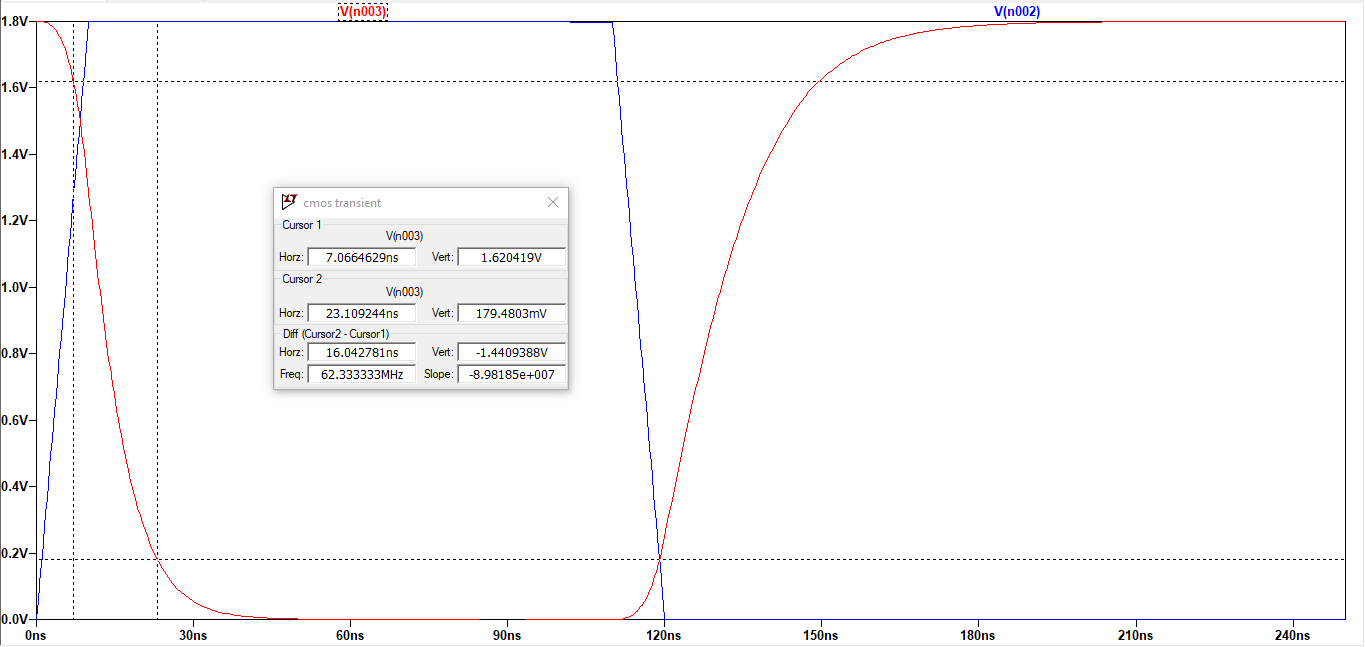 V(n003) V(n002)
1.8V
1.6V
1.4V
1.2V
1.0V
0.8V
0.6V
0.4V
0.2V
0.0V
0ns 30ns 60ns 90ns 120ns 150ns 180ns 210ns 240ns
cmos transient
Cursor 1
V(n003)
Horz: 7.0664629ns Vert: 1.620419V
Cursor 2
V(n003)
Horz: 23.109244ns Vert: 179.4803mV
Diff (Cursor2 - Cursor1)
Horz: 16.042781ns Vert: -1.4409388V
Freq: 62.333333MHz Slope: -8.98185e+007